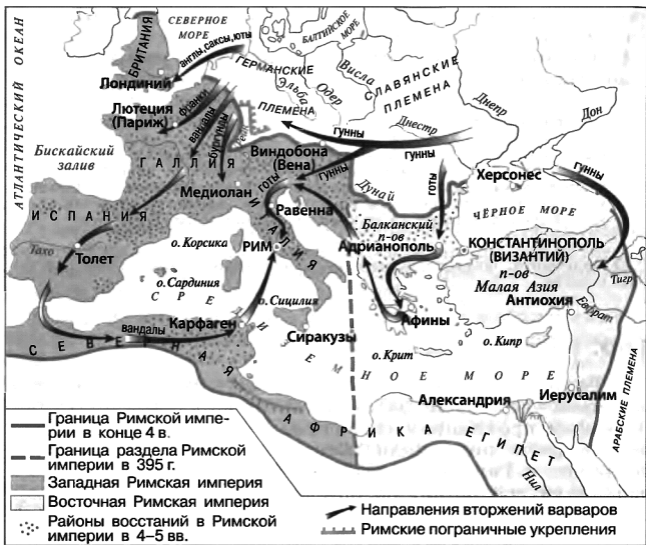 АТЛАНТИЧЕСКИЙ ОКЕАН
СЕВЕРНОЕ
МОРЕ
БАЛТИЙСКОЕ
МОРЕ
БРИТАНИЯ
англы, саксы, юты
Лондиний
ГЕРМАНСКИЕ
ПЛЕМЕНА
Эльба
Одер
Висла
СЛАВЯНСКИЕ
ПЛЕМЕНА
Днепр
Дон
Лютеция
(Париж)
франки
вандалы
бургунды
Рейн
гунны
Днестр
гунны
Бискайский
залив
ГАЛЛИЯ
Виндобона
(Вена)
гунны
готы
Дунай
готы
Херсонес
гунны
Медиолан
ИСПАНИЯ
Равенна
ИТАЛИЯ
Балканский
п-ов
ЧЁРНОЕ МОРЕ
Тахо
Толет
о. Корсика
РИМ
Адрианополь
КОНСТАНТИНОПОЛЬ
(ВИЗАНТИЙ)
п-ов
Малая Азия
Тигр
о. Сардиния
о. Сицилия
Антиохия
Евфрат
вандалы
Карфаген
Сиракузы
Афины
о. Крит
о. Кипр
СРЕДИЗЕМНОЕ МОРЕ
СЕВЕРНАЯ
АФРИКА
Александрия
Иерусалим
ЕГИПЕТ
Нил
АРАБСКИЕ ПЛЕМЕНА
Граница Римской импе-
рии в конце 4 в.
Граница раздела Римской
империи в 395 г.
Западная Римская империя
Восточная Римская империя
Районы восстаний в Римской
империи в 4–5 вв.
Направления вторжений варваров
Римские пограничные укрепления